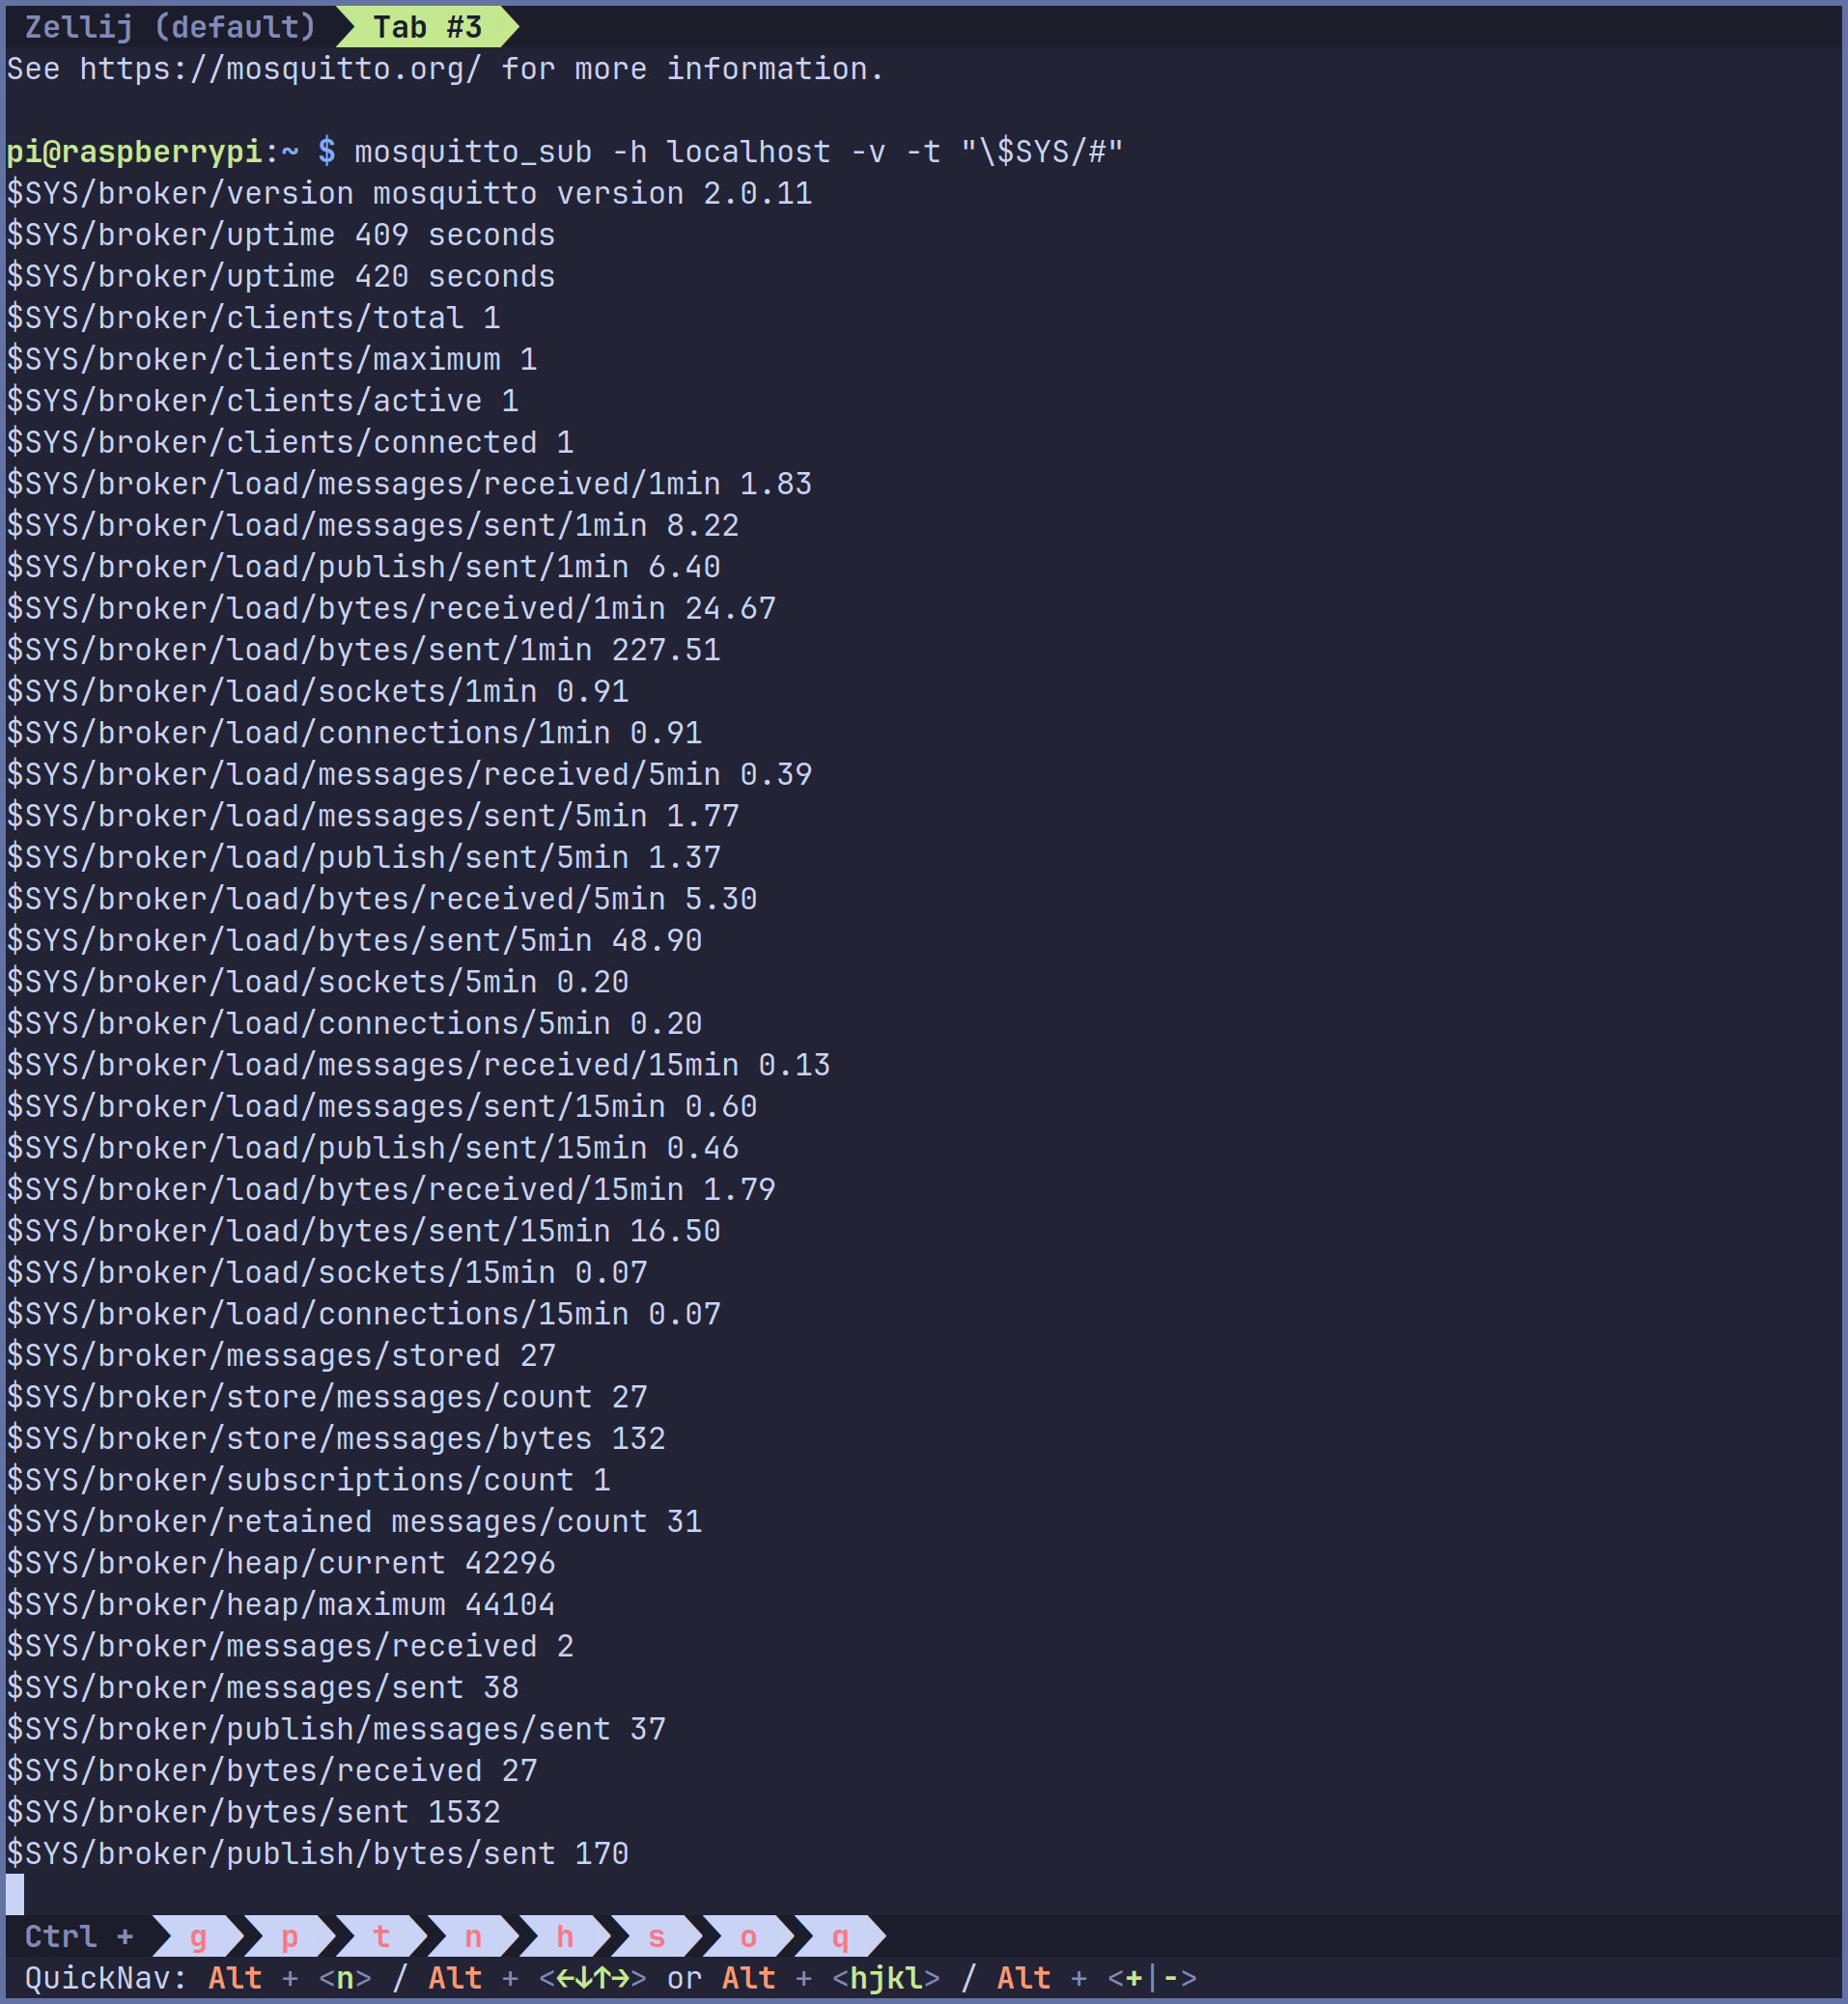 Zellij (default) Tab #3
See https://mosquitto.org/ for more information.
pi@raspberrypi:~ $ mosquitto_sub -h localhost -v -t "\$SYS/#"
$SYS/broker/version mosquitto version 2.0.11
$SYS/broker/uptime 409 seconds
$SYS/broker/uptime 420 seconds
$SYS/broker/clients/total 1
$SYS/broker/clients/maximum 1
$SYS/broker/clients/active 1
$SYS/broker/clients/connected 1
$SYS/broker/load/messages/received/1min 1.83
$SYS/broker/load/messages/sent/1min 8.22
$SYS/broker/load/publish/sent/1min 6.40
$SYS/broker/load/bytes/received/1min 24.67
$SYS/broker/load/bytes/sent/1min 227.51
$SYS/broker/load/sockets/1min 0.91
$SYS/broker/load/connections/1min 0.91
$SYS/broker/load/messages/received/5min 0.39
$SYS/broker/load/messages/sent/5min 1.77
$SYS/broker/load/publish/sent/5min 1.37
$SYS/broker/load/bytes/received/5min 5.30
$SYS/broker/load/bytes/sent/5min 48.90
$SYS/broker/load/sockets/5min 0.20
$SYS/broker/load/connections/5min 0.20
$SYS/broker/load/messages/received/15min 0.13
$SYS/broker/load/messages/sent/15min 0.60
$SYS/broker/load/publish/sent/15min 0.46
$SYS/broker/load/bytes/received/15min 1.79
$SYS/broker/load/bytes/sent/15min 16.50
$SYS/broker/load/sockets/15min 0.07
$SYS/broker/load/connections/15min 0.07
$SYS/broker/messages/stored 27
$SYS/broker/store/messages/count 27
$SYS/broker/store/messages/bytes 132
$SYS/broker/subscriptions/count 1
$SYS/broker/retained messages/count 31
$SYS/broker/heap/current 42296
$SYS/broker/heap/maximum 44104
$SYS/broker/messages/received 2
$SYS/broker/messages/sent 38
$SYS/broker/publish/messages/sent 37
$SYS/broker/bytes/received 27
$SYS/broker/bytes/sent 1532
$SYS/broker/publish/bytes/sent 170
Ctrl + g p t n h s o q
QuickNav: Alt + <n> / Alt + <←↓↑→> or Alt + <hjkl> / Alt + <+|->